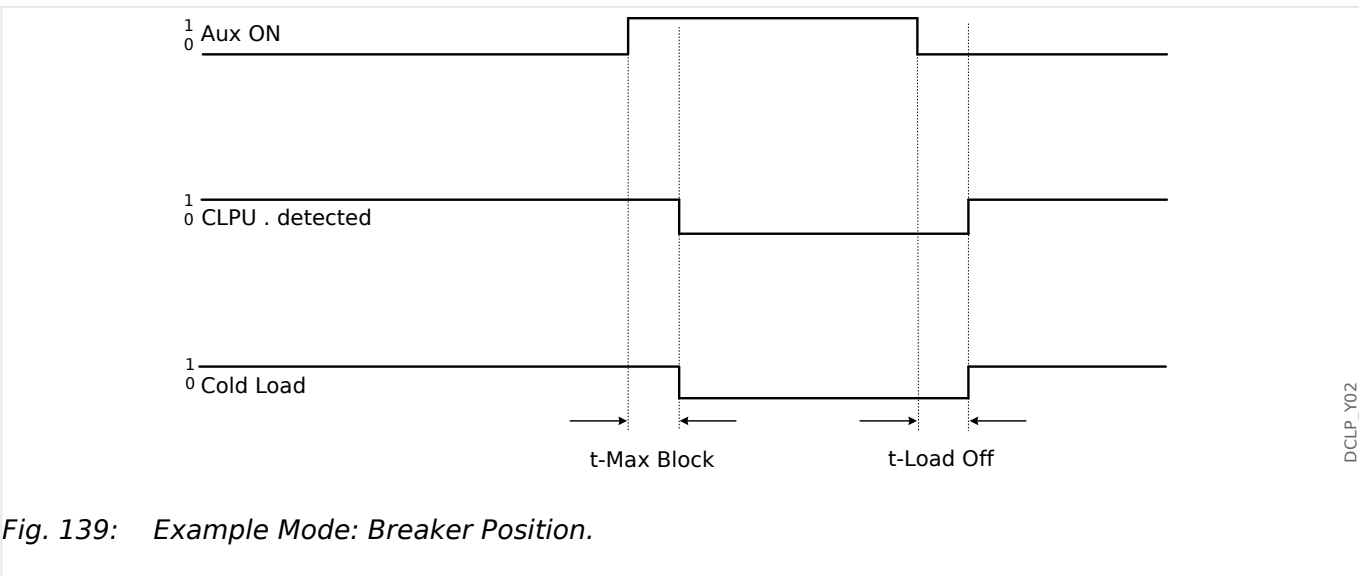 1
0 Aux ON
1
0 CLPU . detected
1
0 Cold Load
t-Max Block t-Load Off
DCLP_Y02
Fig. 139: Example Mode: Breaker Position.